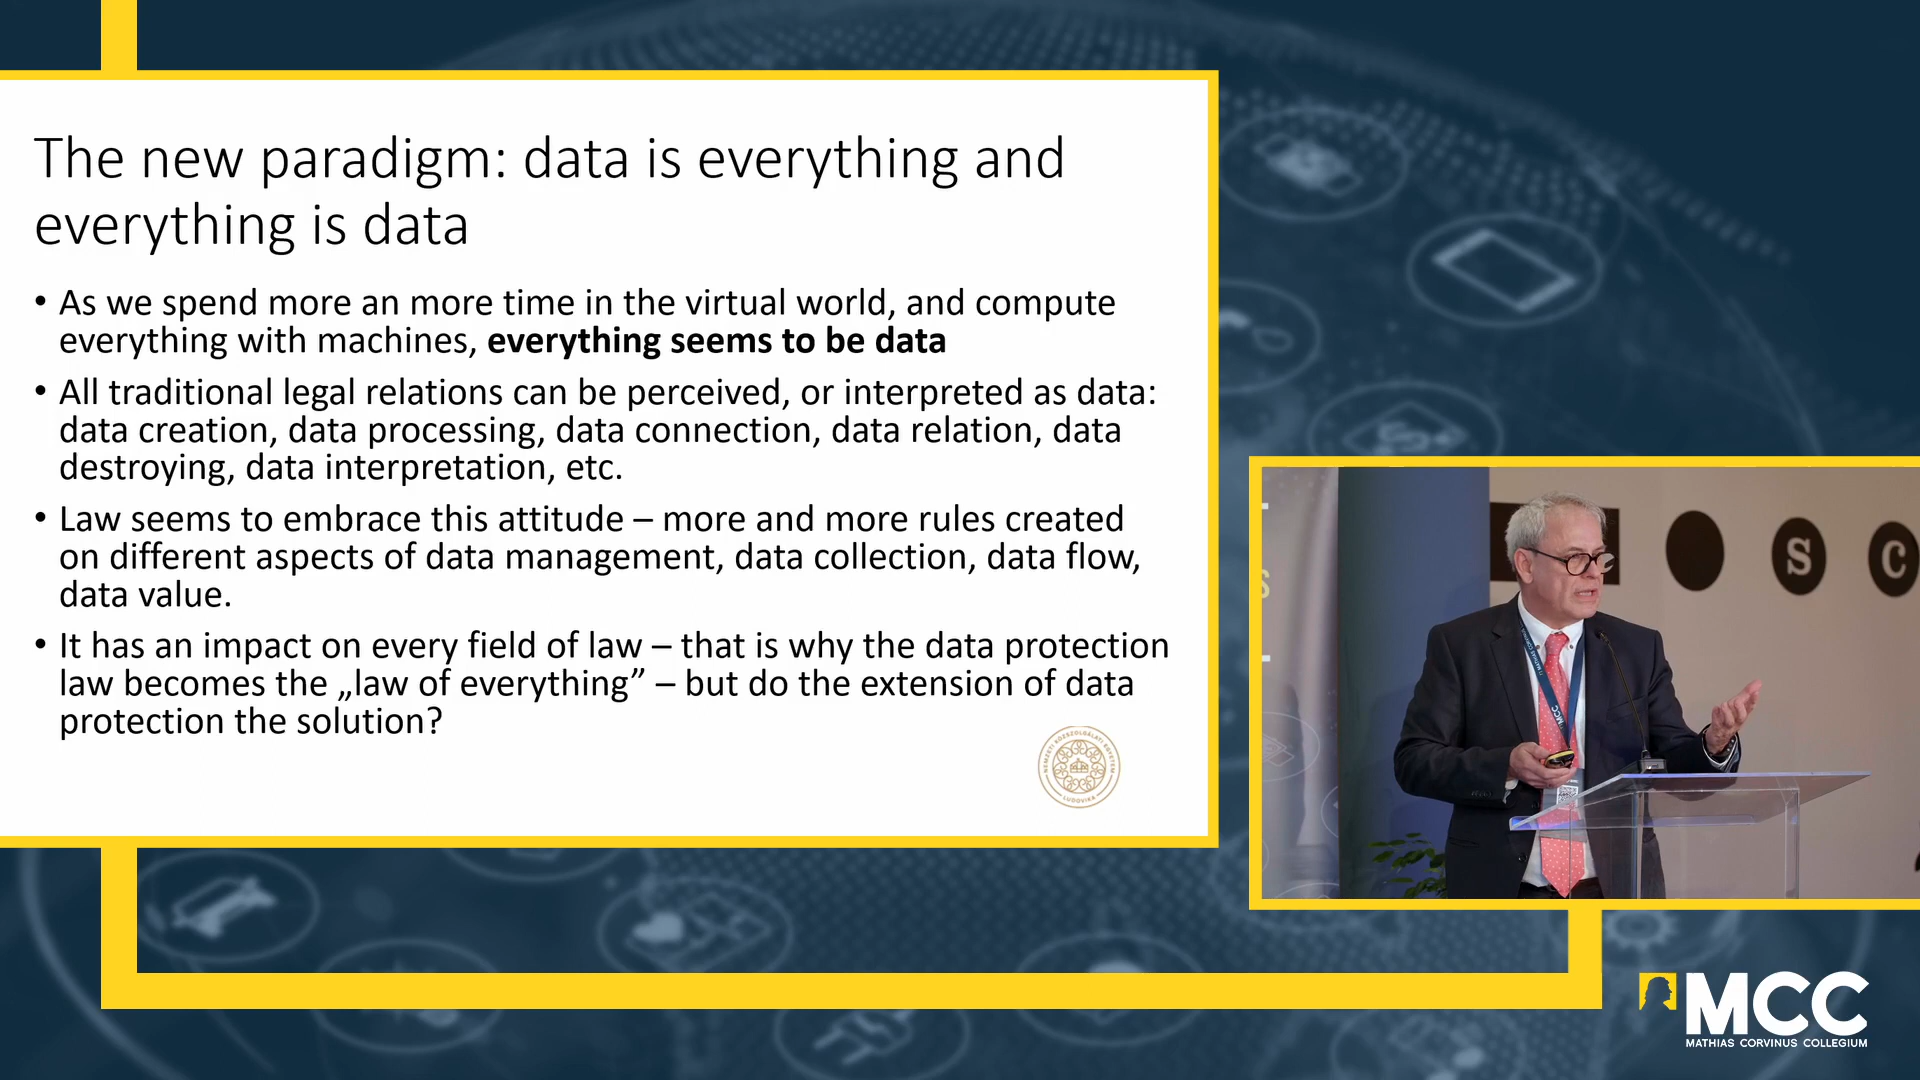 The new paradigm: data is everything and
everything is data
• As we spend more an more time in the virtual world, and compute
everything with machines, everything seems to be data
• All traditional legal relations can be perceived, or interpreted as data:
data creation, data processing, data connection, data relation, data
destroying, data interpretation, etc.
• Law seems to embrace this attitude – more and more rules created
on different aspects of data management, data collection, data flow,
data value.
• It has an impact on every field of law – that is why the data protection
law becomes the „law of everything” – but do the extension of data
protection the solution?
NEMZETI KÖZSZOLGÁLATI EGYETEM
LUDOVIKA
S C
MCC
MCC
MATHIAS CORVINUS COLLEGIUM